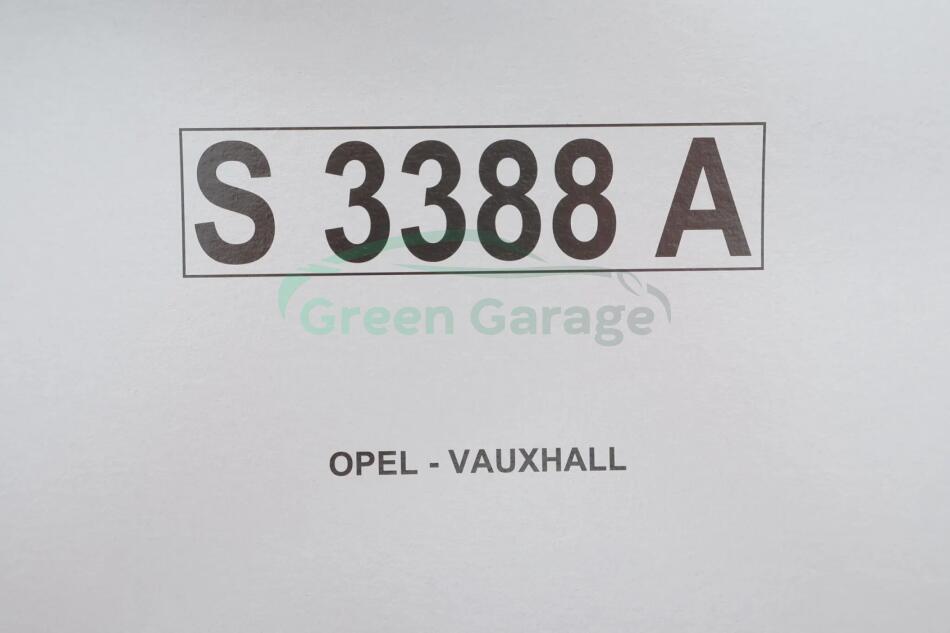 S 3388 A
Green Garage
OPEL - VAUXHALL